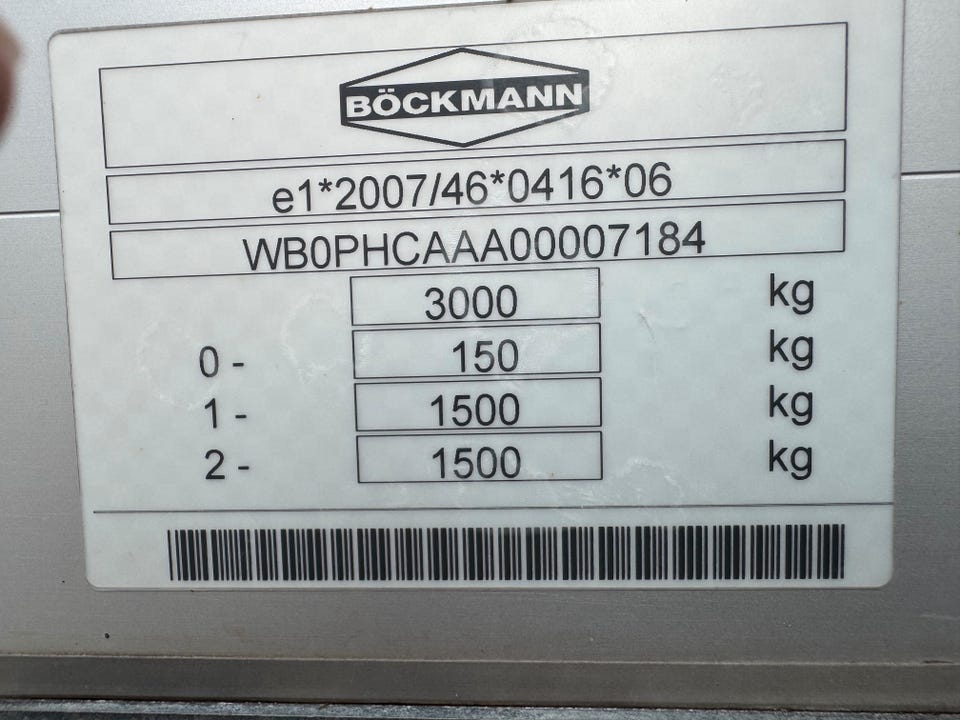 BÖCKMANN
e1*2007/46*0416*06
WB0PHCAAA00007184
3000 kg
0- 150 kg
1- 1500 kg
2- 1500 kg